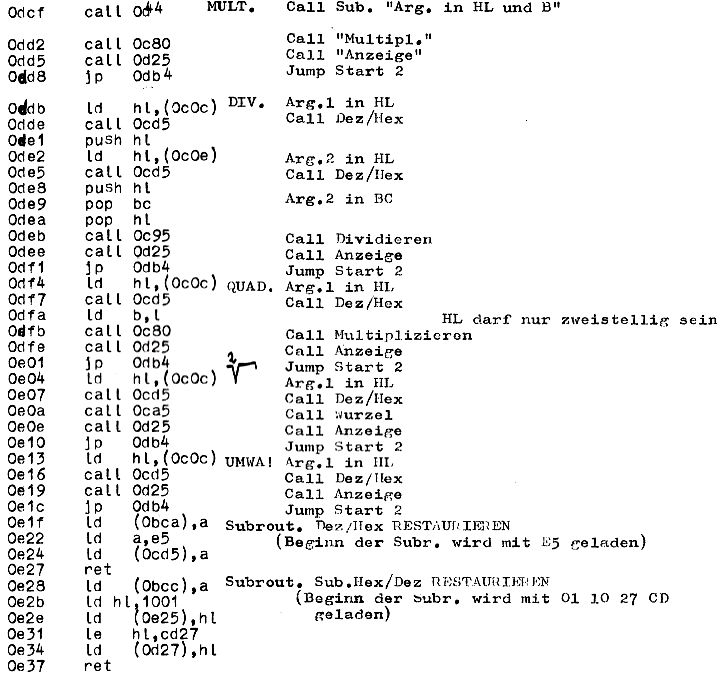 0dcf call 0d44 MULT. Call Sub. "Arg. in HL und B"
0dd2 call 0c80 Call "Multipl."
0dd5 call 0d25 Call "Anzeige"
0dd8 jp 0db4 Jump Start 2
0ddb ld hl,(0c0c) DIV. Arg.1 in HL
0dde call 0cd5 Call Dez/Hex
0de1 push hl
0de2 ld hl,(0c0e) Arg.2 in HL
0de5 call 0cd5 Call Dez/Hex
0de8 push hl
0de9 pop bc Arg.2 in BC
0dea pop hl
0deb call 0c95 Call Dividieren
0dee call 0d25 Call Anzeige
0df1 jp 0db4 Jump Start 2
0df4 ld hl,(0c0c) QUAD. Arg.1 in HL
0df7 call 0cd5 Call Dez/Hex
0dfa ld b,l HL darf nur zweistellig sein
0dfb call 0c80 Call Multiplizieren
0dfe call 0d25 Call Anzeige
0e01 jp 0db4 Jump Start 2
0e04 ld hl,(0c0c) 2√ Arg.1 in HL
0e07 call 0cd5 Call Dez/Hex
0e0a call 0ca5 Call Wurzel
0e0e call 0d25 Call Anzeige
0e10 jp 0db4 Jump Start 2
0e13 ld hl,(0c0c) UMWA! Arg.1 in HL
0e16 call 0cd5 Call Dez/Hex
0e19 call 0d25 Call Anzeige
0e1c jp 0db4 Jump Start 2
0e1f ld (0bca),a Subrout. Dez/Hex RESTAURIEREN
0e22 ld a,e5 (Beginn der Subr. wird mit E5 geladen)
0e24 ld (0cd5),a
0e27 ret
0e28 ld (0bcc),a Subrout. Sub.Hex/Dez RESTAURIEREN
0e2b ld hl,1001 (Beginn der Subr. wird mit 01 10 27 CD
0e2e ld (0e25),hl geladen)
0e31 le hl,cd27
0e34 ld (0d27),hl
0e37 ret